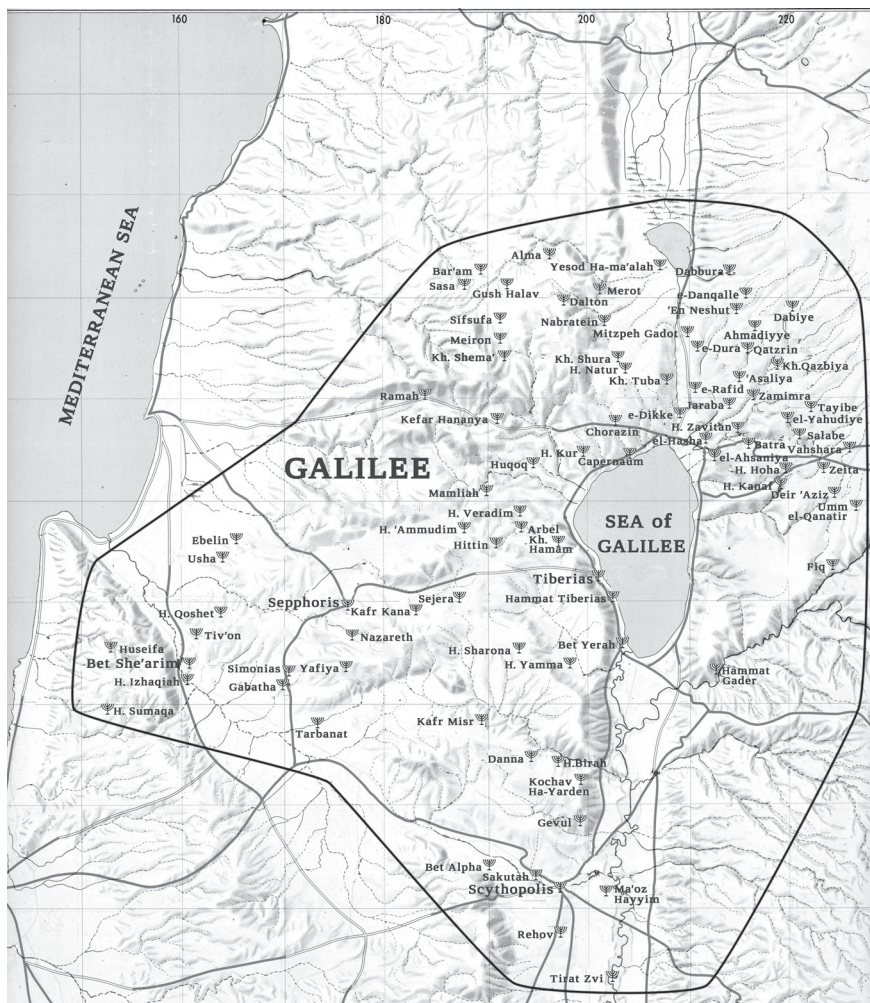 160
180
200
220
MEDITERRANEAN SEA
Alma
Bar'am
Yesod Ha-ma'alah
Dabbura
Sasa
Gush Halav
Merot
Dalton
e-Danqalle
'En Neshut
Dabiye
Sifsufa
Nabratein
Mitzpeh Gadot
Ahmadiyye
Meiron
e-Dura
Qatzrin
Kh. Shema'
Kh. Shura
Kh.Qazbiya
H. Natur
Kh. Tuba
'Asaliya
e-Rafid
Zamimra
Ramah
Jaraba
Tayibe
Kefar Hananya
e-Dikke
el-Yahudiye
Chorazin
H. Zavitan
Salabe
el-Hasha
Batra
Vahshara
H. Kur
Capernaum
el-Ahsaniya
GALILEE
Huqoq
H. Hoha
Zeita
H. Kanaf
Mamliah
Deir 'Aziz
H. Veradim
Umm
el-Qanatir
SEA of
GALILEE
H. 'Ammudim
Arbel
Ebelin
Kh.
Hamam
Hittin
Usha
Fiq
Tiberias
Sepphoris
Sejera
Hammat Tiberias
H. Qoshet
Kafr Kana
Tiv'on
Nazareth
Huseifa
H. Sharona
Bet Yerah
Bet She'arim
Simonias
Yafiya
H. Yamma
Hammat
Gader
H. Izhaqiah
Gabatha
H. Sumaqa
Kafr Misr
Tarbanat
Danna
H.Birah
Kochav
Ha-Yarden
Gevul
Bet Alpha
Sakutah
Scythopolis
Ma'oz
Hayyim
Rehov
Tirat Zvi